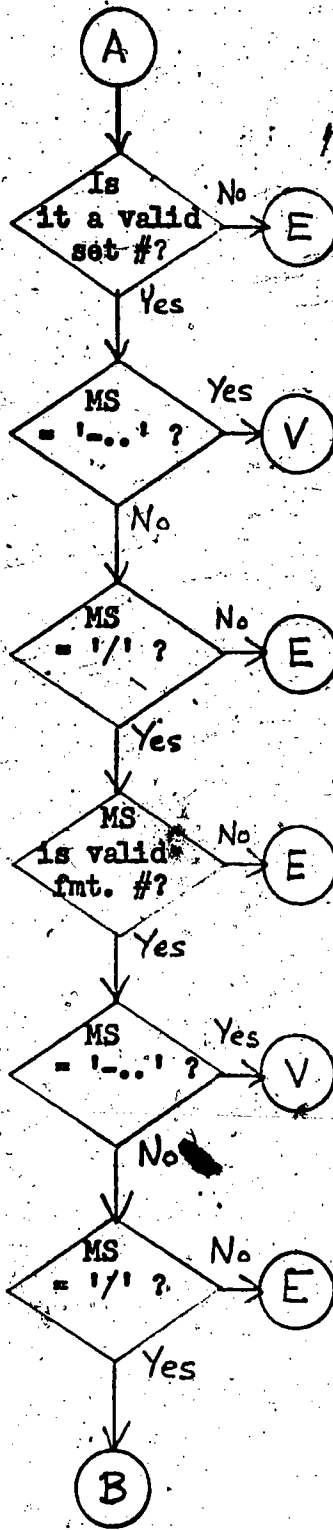 A
Is
it a valid
set #?
No
E
Yes
MS
= '-..' ?
Yes
V
No
MS
= '/' ?
No
E
Yes
MS
is valid
fmt. #?
No
E
Yes
MS
= '-..' ?
Yes
V
No
MS
= '/' ?
No
E
Yes
B